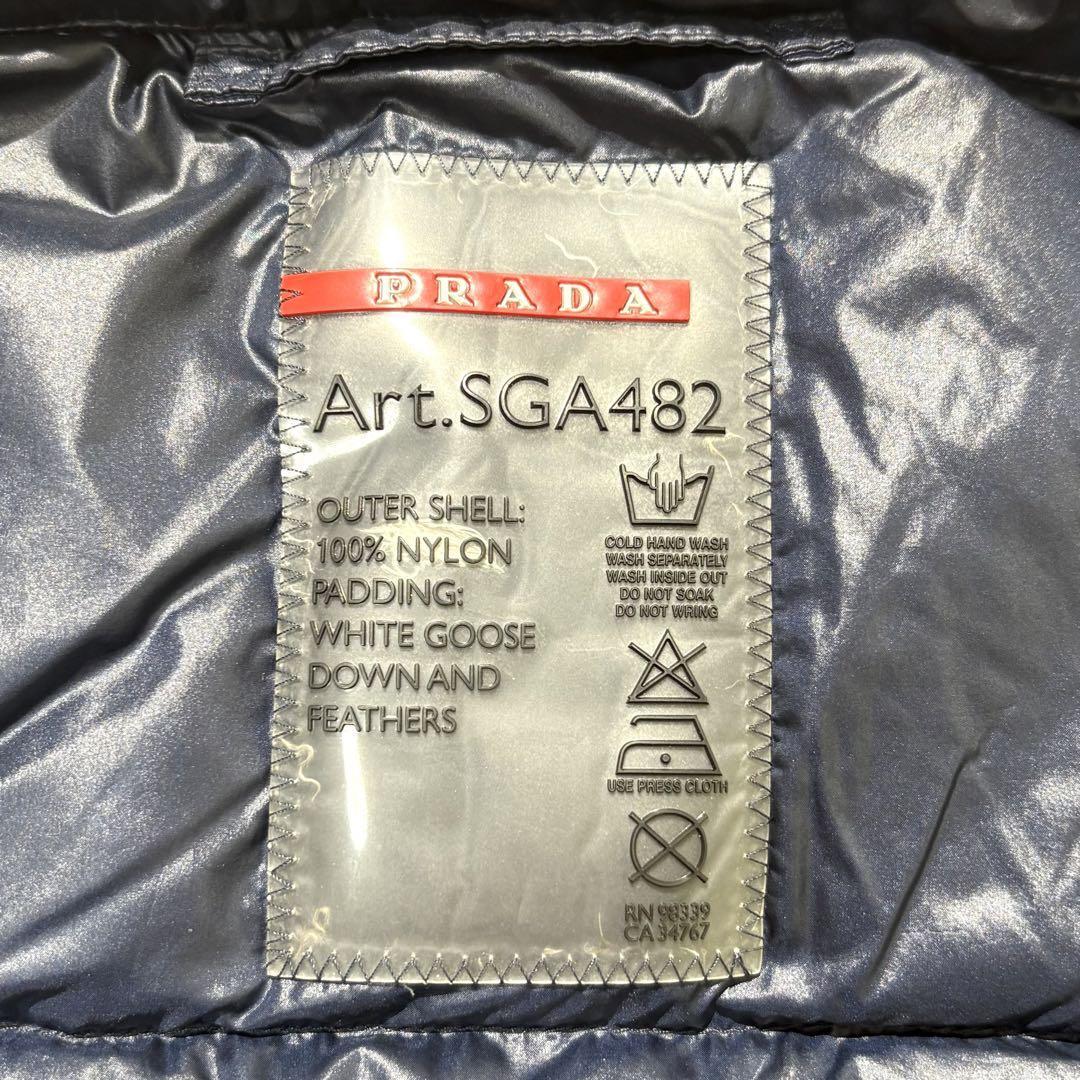 PRADA
Art.SGA482
OUTER SHELL:
100% NYLON
PADDING:
WHITE GOOSE
DOWN AND
FEATHERS
COLD HAND WASH
WASH SEPARATELY
WASH INSIDE OUT
DO NOT SOAK
DO NOT WRING
USE PRESS CLOTH
RN 98339
CA 34767